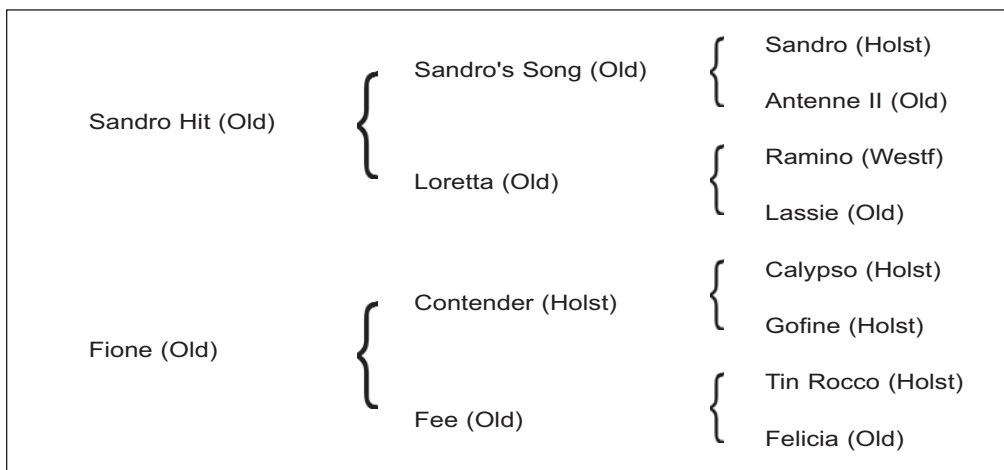 Sandro Hit (Old)
Sandro's Song (Old)
Sandro (Holst)
Antenne II (Old)
Loretta (Old)
Ramino (Westf)
Lassie (Old)
Fione (Old)
Contender (Holst)
Calypso (Holst)
Gofine (Holst)
Fee (Old)
Tin Rocco (Holst)
Felicia (Old)